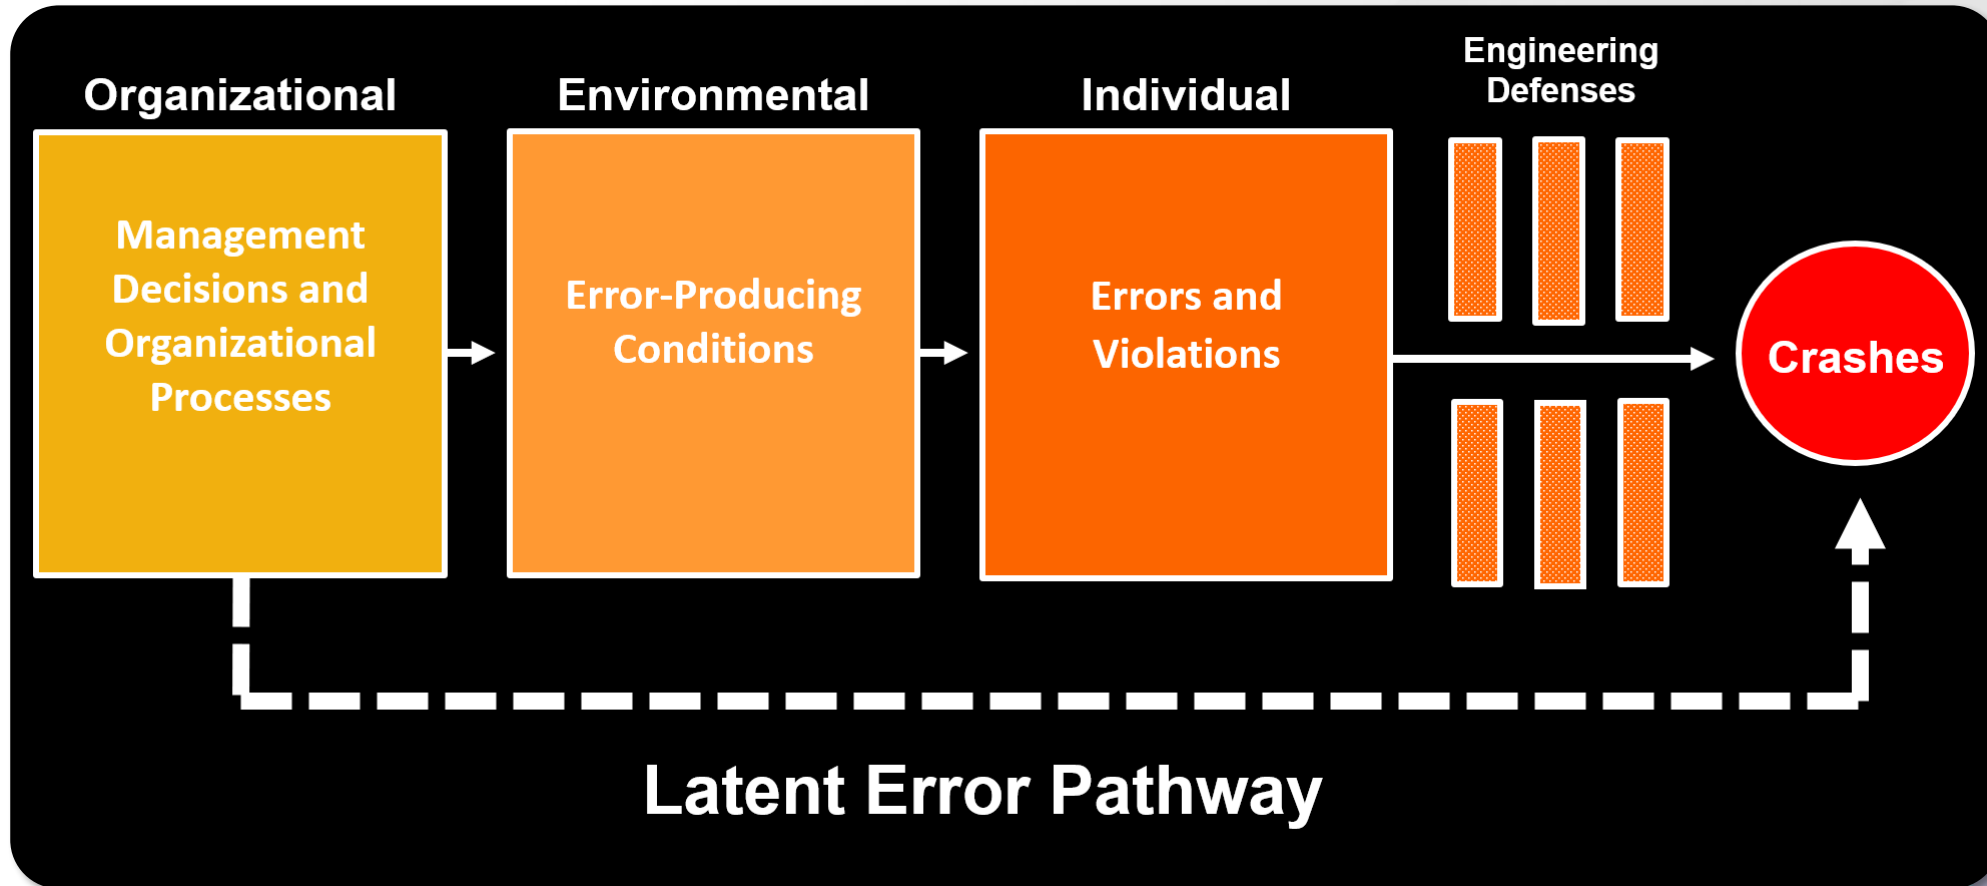 Organizational
Management
Decisions and
Organizational
Processes
Environmental
Error-Producing
Conditions
Individual
Errors and
Violations
Engineering
Defenses
Crashes
Latent Error Pathway